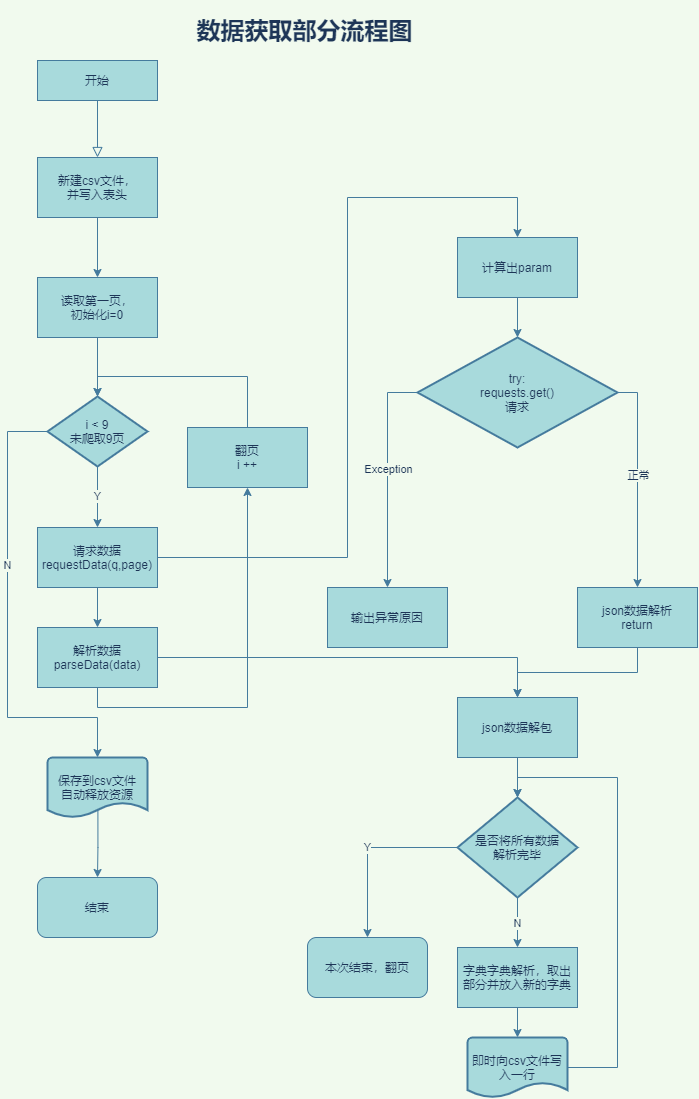 数据获取部分流程图
开始
新建csv文件，
并写入表头
读取第一页，
初始化i=0
i < 9
未爬取9页
翻页
i ++
Y
N
请求数据
requestData(q,page)
解析数据
parseData(data)
保存到csv文件
自动释放资源
结束
计算出param
try:
requests.get()
请求
Exception
正常
输出异常原因
json数据解析
return
json数据解包
是否将所有数据
解析完毕
Y
N
本次结束，翻页
字典字典解析，取出
部分并放入新的字典
即时向csv文件写
入一行